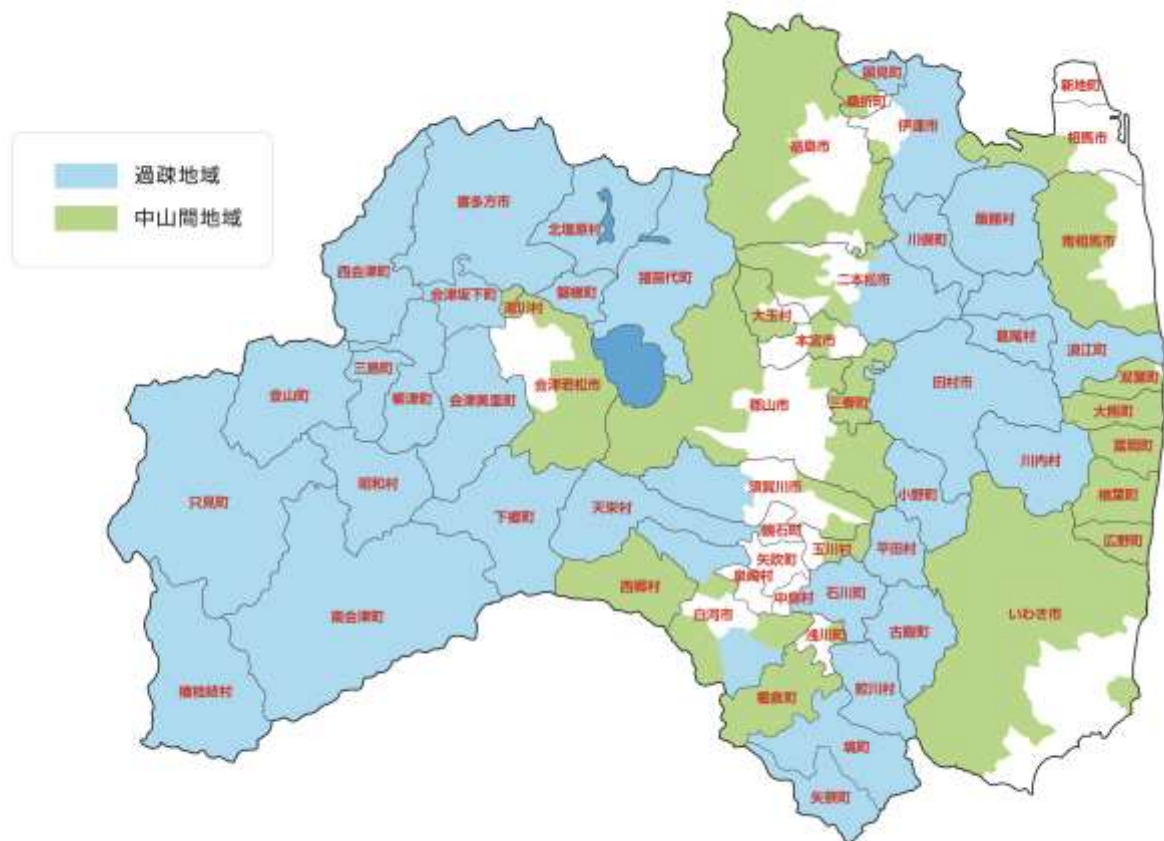 過疎地域
中山間地域
国見町
桑折町
伊達市
福島市
新地町
相馬市
喜多方市
北塩原村
西会津町
会津坂下町
湯川村
磐梯町
猪苗代町
川俣町
飯舘村
南相馬市
二本松市
大玉村
本宮市
葛尾村
浪江町
双葉町
三島町
金山町
柳津町
会津美里町
会津若松市
郡山市
三春町
田村市
大熊町
富岡町
川内村
楢葉町
広野町
只見町
昭和村
下郷町
天栄村
須賀川市
小野町
鏡石町
矢吹町
玉川村
平田村
西郷村
泉崎村
中島村
石川町
白河市
浅川町
古殿町
いわき市
南会津町
檜枝岐村
棚倉町
鮫川村
塙町
矢祭町